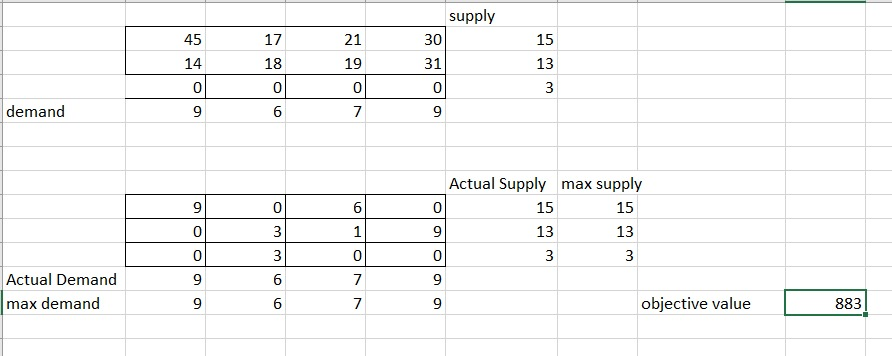 supply
45 17 21 30 15
14 18 19 31 13
0 0 0 0 3
demand 9 6 7 9
Actual Supply max supply
9 0 6 0 15 15
0 3 1 9 13 13
0 3 0 0 3 3
Actual Demand 9 6 7 9
max demand 9 6 7 9 objective value 883